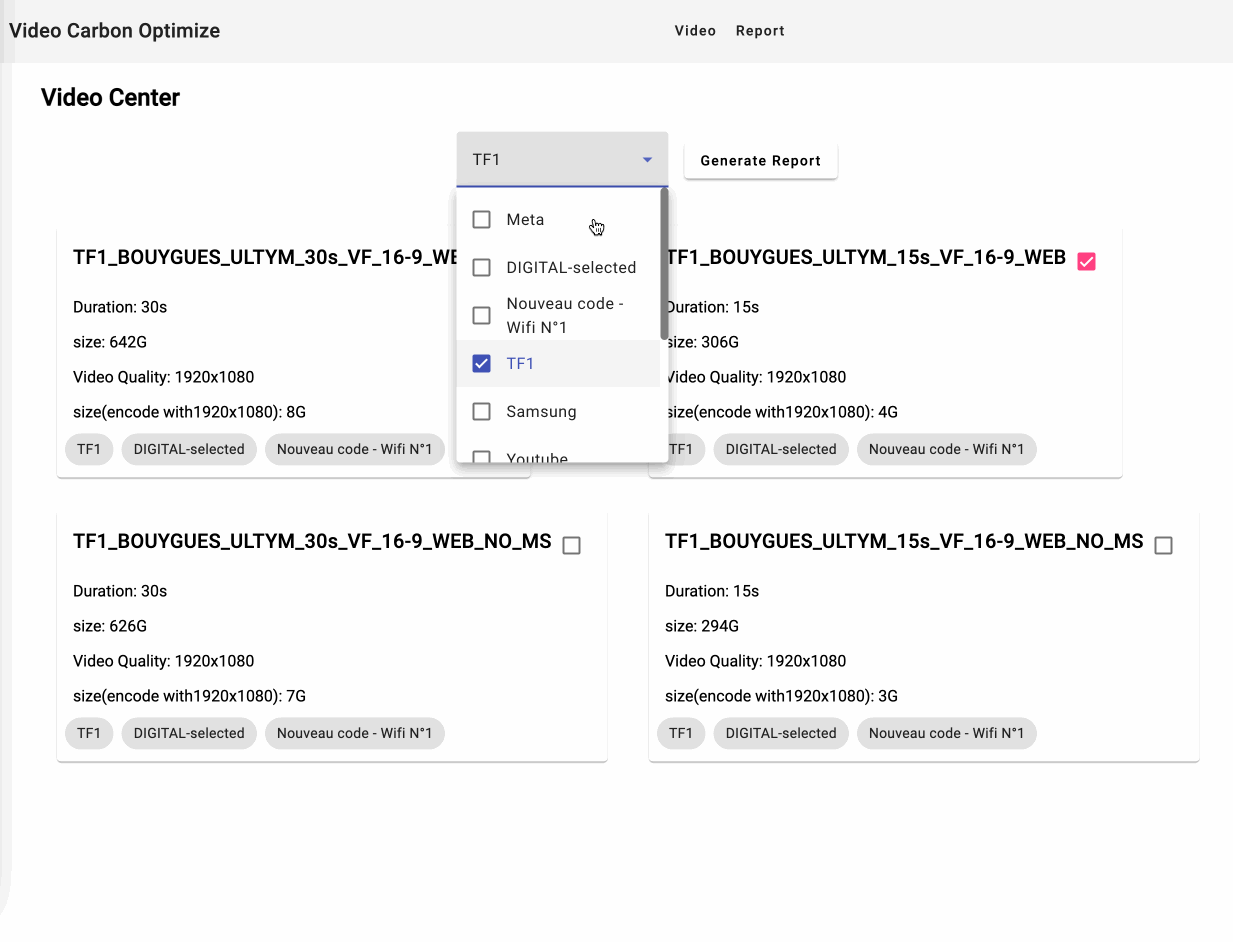 Video Carbon Optimize
Video Report
Video Center
TF1
Generate Report
Meta
DIGITAL-selected
Nouveau code -
Wifi N°1
TF1
Samsung
Youtube
TF1_BOUYGUES_ULTYM_30s_VF_16-9_WE
Duration: 30s
size: 642G
Video Quality: 1920x1080
size(encode with1920x1080): 8G
TF1 DIGITAL-selected Nouveau code - Wifi N°1
TF1_BOUYGUES_ULTYM_15s_VF_16-9_WEB
Duration: 15s
size: 306G
Video Quality: 1920x1080
size(encode with1920x1080): 4G
TF1 DIGITAL-selected Nouveau code - Wifi N°1
TF1_BOUYGUES_ULTYM_30s_VF_16-9_WEB_NO_MS
Duration: 30s
size: 626G
Video Quality: 1920x1080
size(encode with1920x1080): 7G
TF1 DIGITAL-selected Nouveau code - Wifi N°1
TF1_BOUYGUES_ULTYM_15s_VF_16-9_WEB_NO_MS
Duration: 15s
size: 294G
Video Quality: 1920x1080
size(encode with1920x1080): 3G
TF1 DIGITAL-selected Nouveau code - Wifi N°1